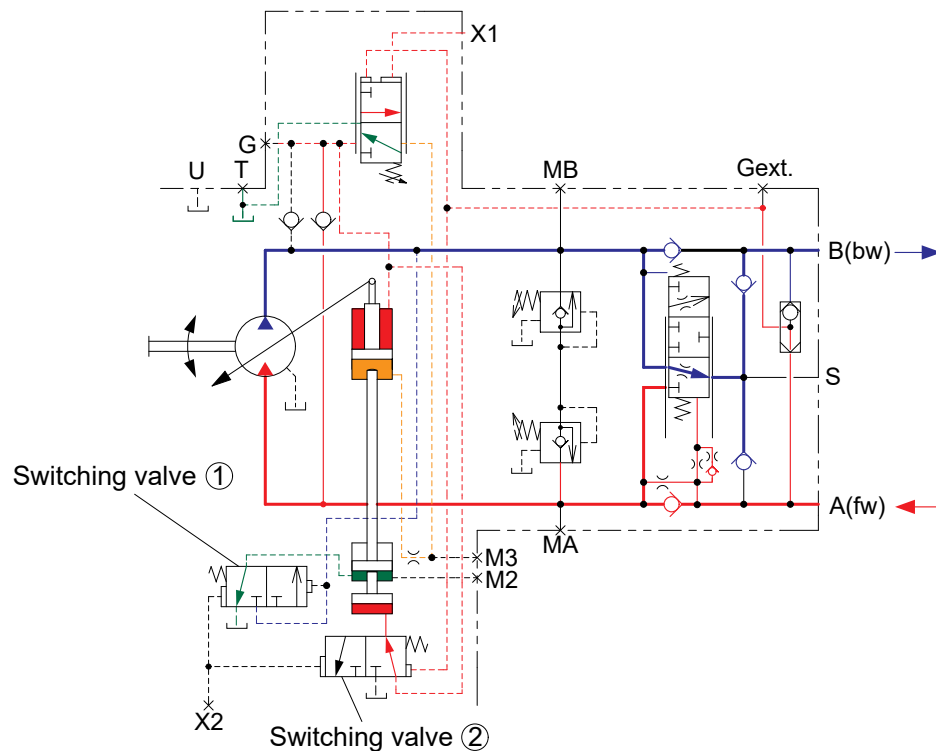 X1
G
U
T
MB
Gext.
B(bw)
S
Switching valve ①
A(fw)
MA
M3
M2
X2
Switching valve ②